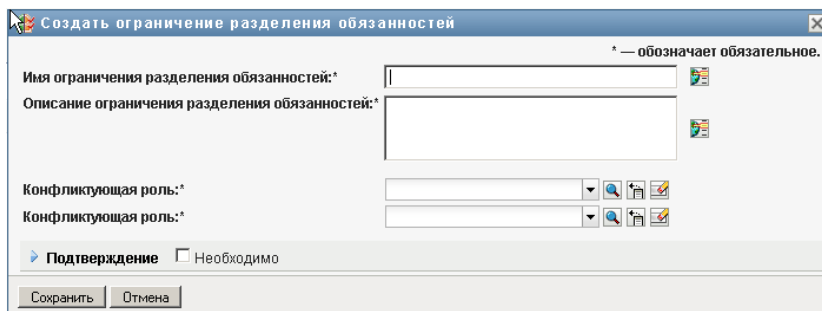 Создать ограничение разделения обязанностей
* — обозначает обязательное.
Имя ограничения разделения обязанностей:*
Описание ограничения разделения обязанностей:*
Конфликтующая роль:*
Конфликтующая роль:*
Подтверждение Необходимо
Сохранить Отмена